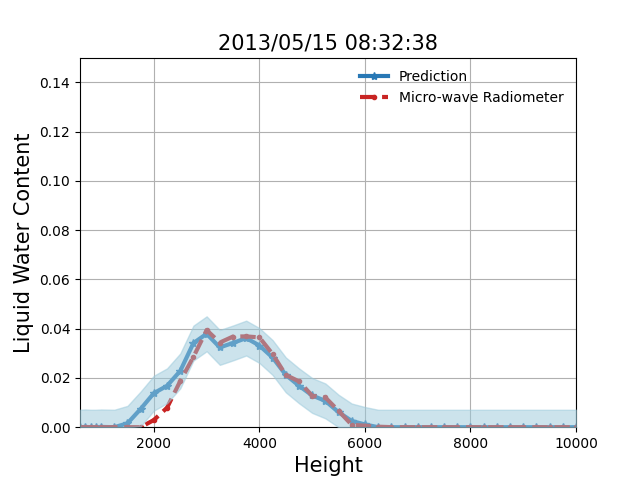 2013/05/15 08:32:38
Prediction
Micro-wave Radiometer
Liquid Water Content
0.14
0.12
0.10
0.08
0.06
0.04
0.02
0.00
2000 4000 6000 8000 10000
Height